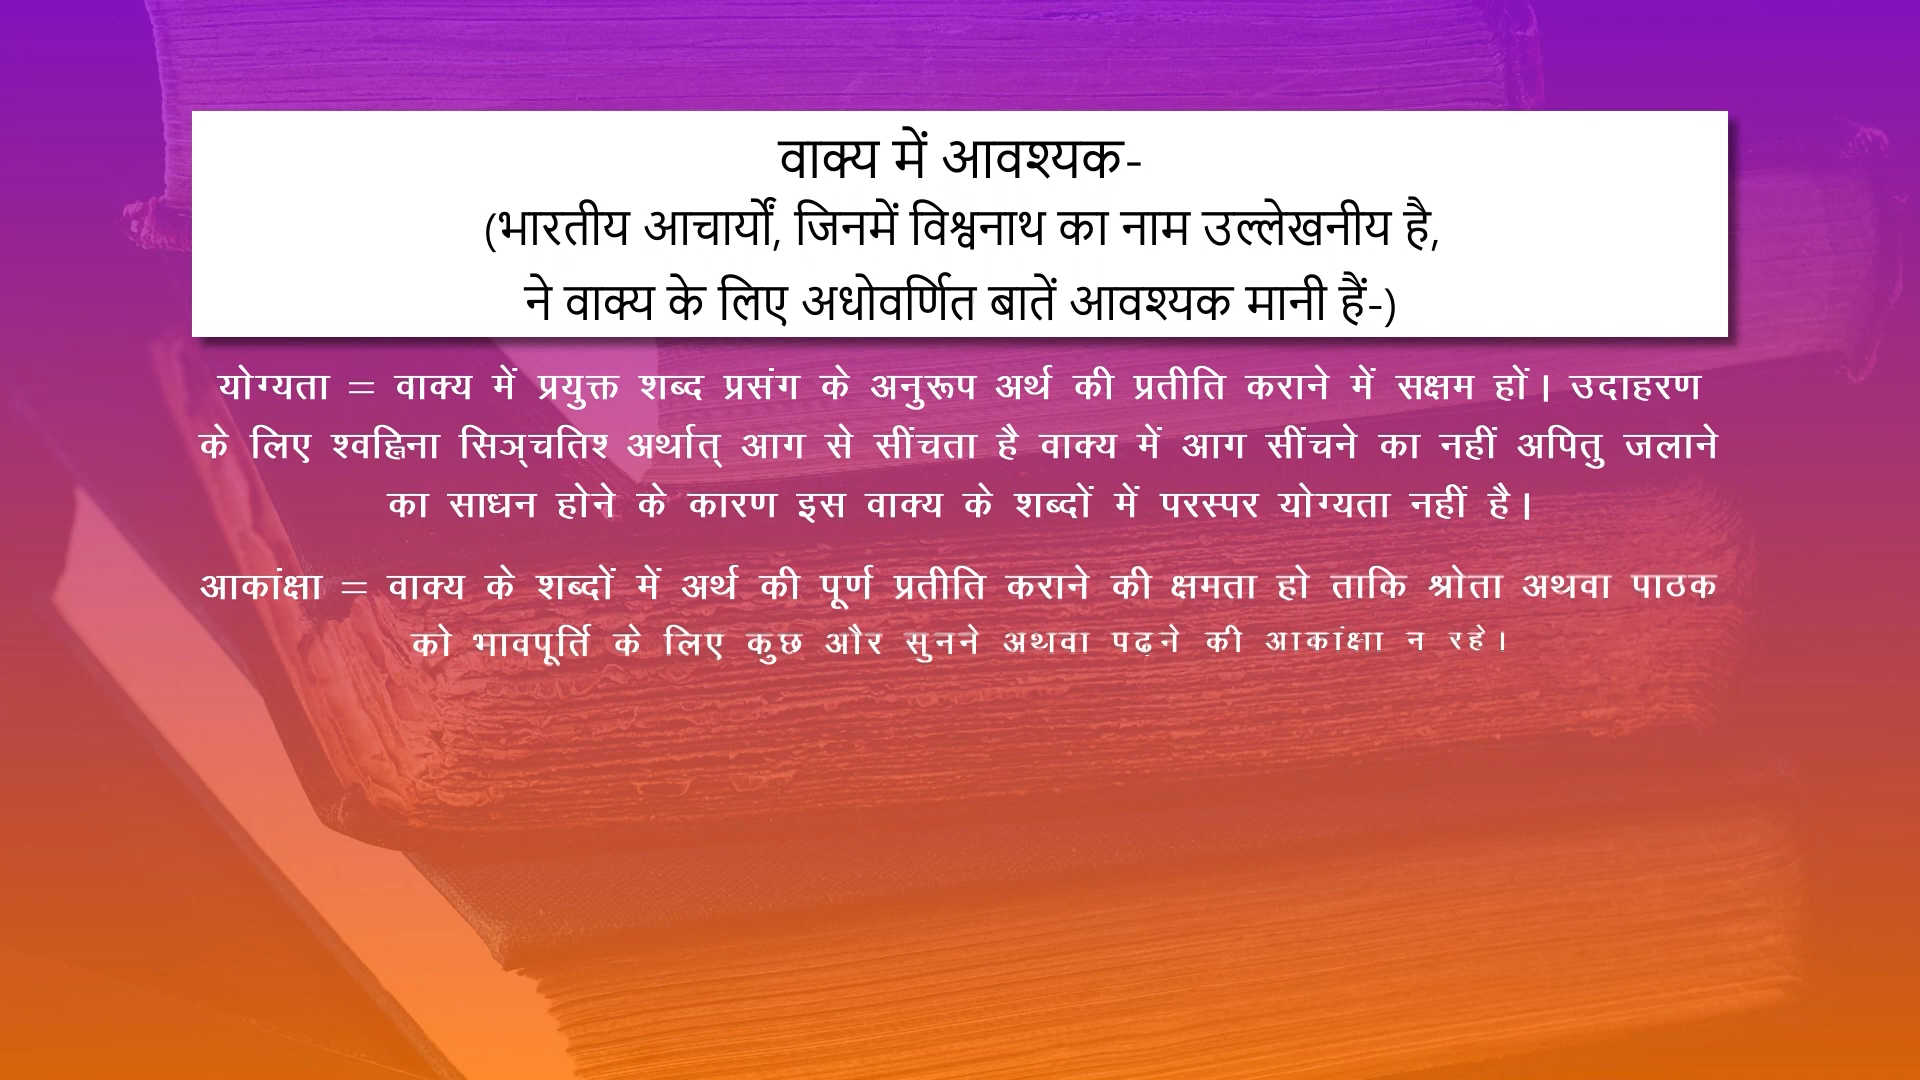 वाक्य में आवश्यक-
(भारतीय आचार्यों, जिनमें विश्वनाथ का नाम उल्लेखनीय है,
ने वाक्य के लिए अधोवर्णित बातें आवश्यक मानी हैं-)
योग्यता = वाक्य में प्रयुक्त शब्द प्रसंग के अनुरूप अर्थ की प्रतीति कराने में सक्षम हों। उदाहरण
के लिए श्वह्निना सिञ्चतिश अर्थात् आग से सींचता है वाक्य में आग सींचने का नहीं अपितु जलाने
का साधन होने के कारण इस वाक्य के शब्दों में परस्पर योग्यता नहीं है।
आकांक्षा = वाक्य के शब्दों में अर्थ की पूर्ण प्रतीति कराने की क्षमता हो ताकि श्रोता अथवा पाठक
को भावपूर्ति के लिए कुछ और सुनने अथवा पढ़ने की आकांक्षा न रहे।